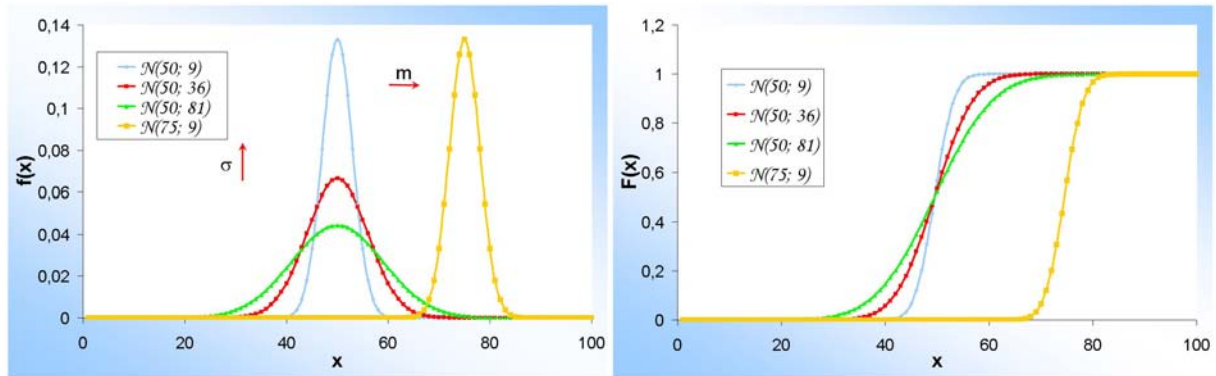 0,14
0,12
0,1
0,08
0,06
0,04
0,02
0
f(x)
N(50; 9)
N(50; 36)
N(50; 81)
N(75; 9)
σ
m
0 20 40 60 80 100
x
1,2
1
0,8
0,6
0,4
0,2
0
F(x)
N(50; 9)
N(50; 36)
N(50; 81)
N(75; 9)
0 20 40 60 80 100
x